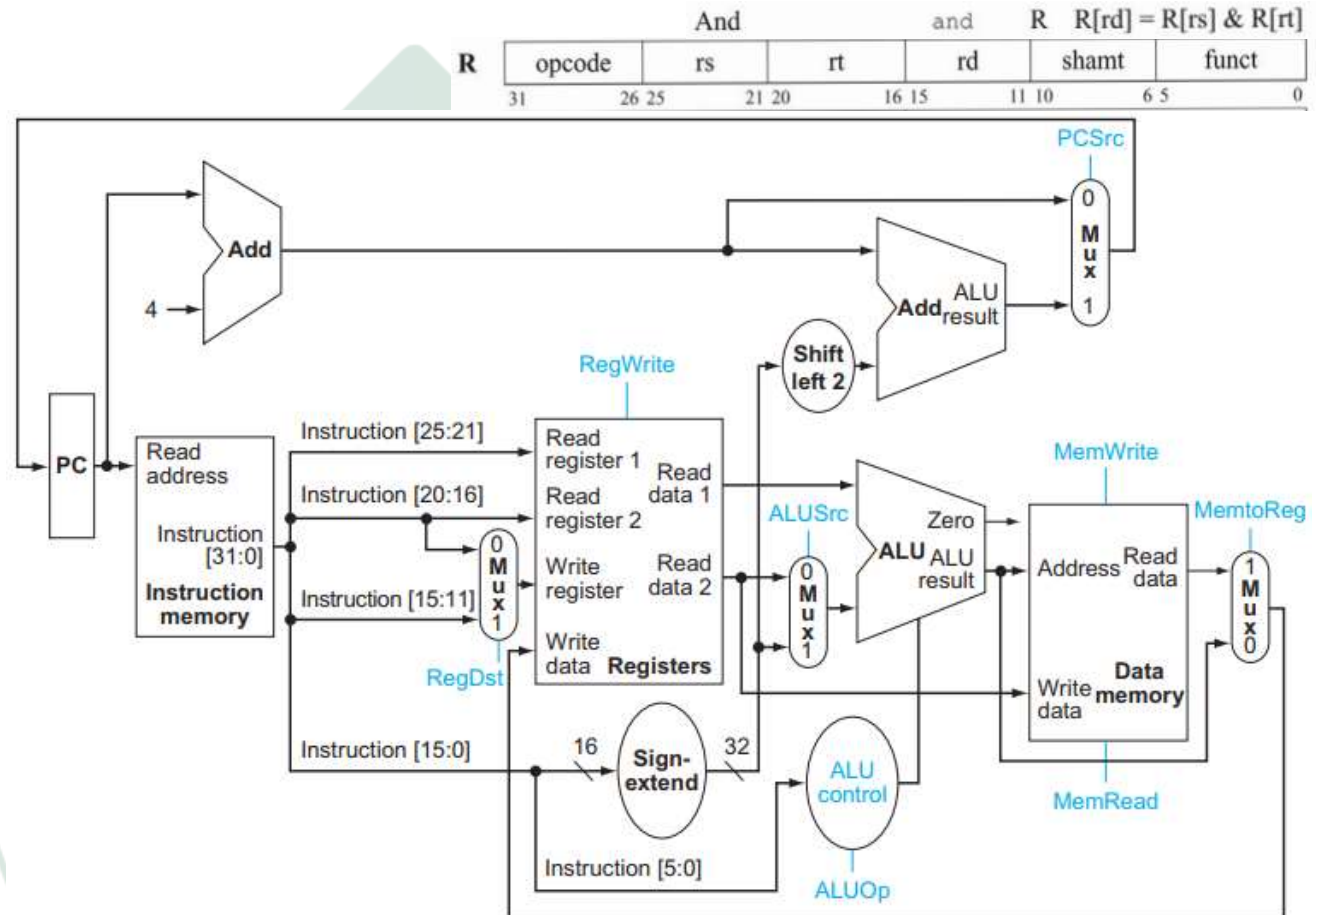 And and R R[rd] = R[rs] & R[rt]
R opcode rs rt rd shamt funct
31 26 25 21 20 16 15 11 10 6 5 0
PCSrc
0
M
u
x
1
Add
4
Add ALU
result
Shift
left 2
RegWrite
PC
Read
address
Instruction
[31:0]
Instruction
memory
Instruction [25:21]
Instruction [20:16]
Instruction [15:11]
0
M
u
x
1
RegDst
Read
register 1
Read
data 1
Read
register 2
Write
register
Read
data 2
Write
data Registers
ALUSrc
0
M
u
x
1
Zero
ALU ALU
result
MemWrite
Address Read
data
Write
data
Data
memory
MemRead
MemtoReg
1
M
u
x
0
Instruction [15:0]
16
Sign-
extend
32
ALU
control
Instruction [5:0]
ALUOp